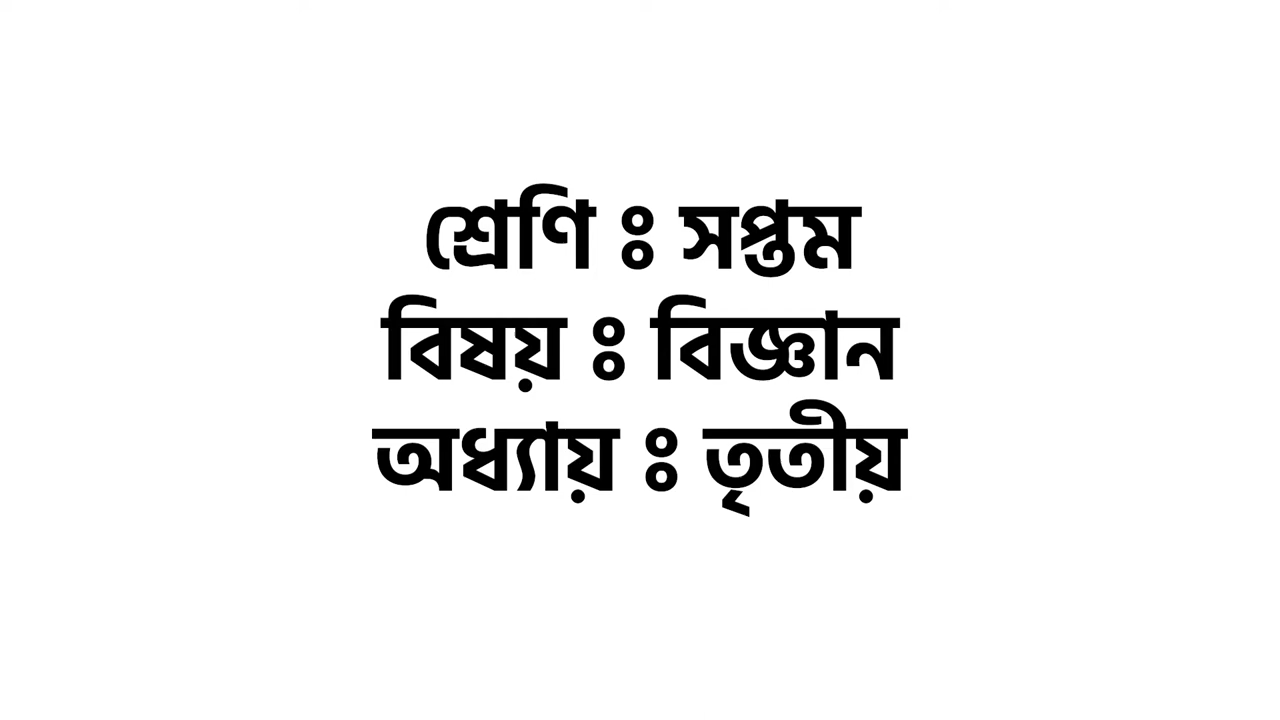 শ্রেণি ঃ সপ্তম
বিষয় ঃ বিজ্ঞান
অধ্যায় ঃ তৃতীয়